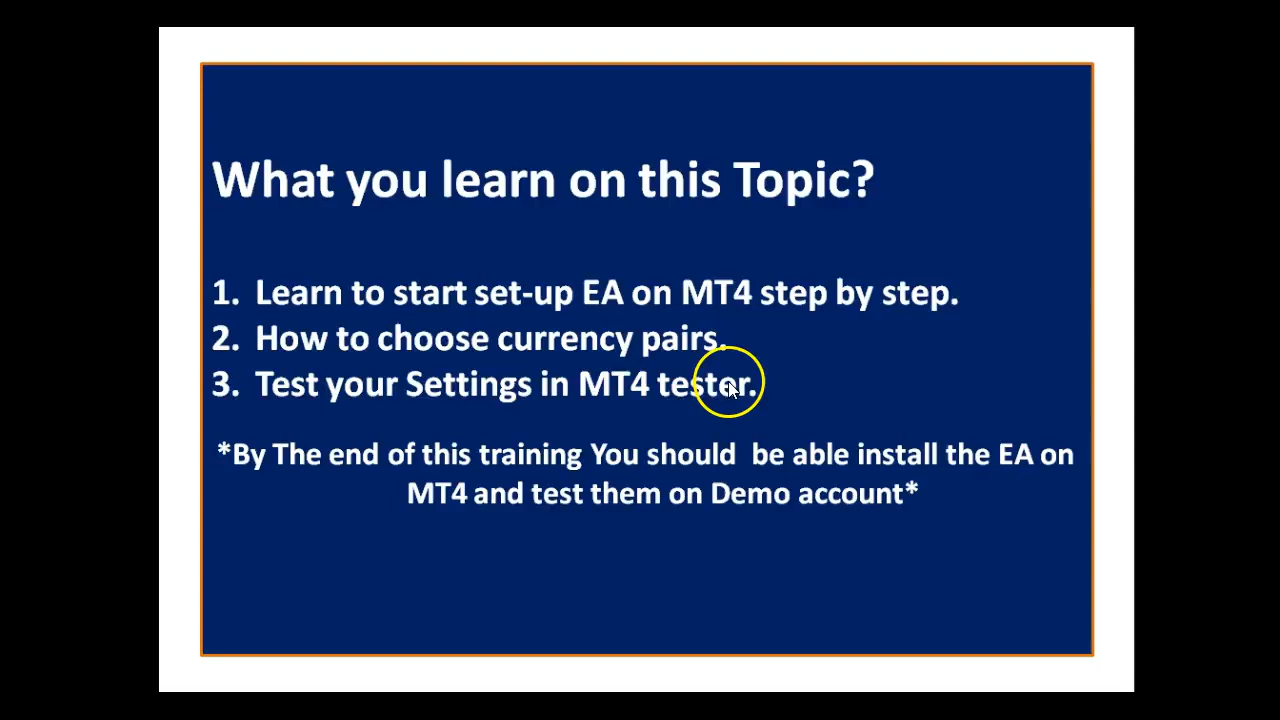 What you learn on this Topic?
1. Learn to start set-up EA on MT4 step by step.
2. How to choose currency pairs.
3. Test your Settings in MT4 tester.
*By The end of this training You should be able install the EA on
MT4 and test them on Demo account*